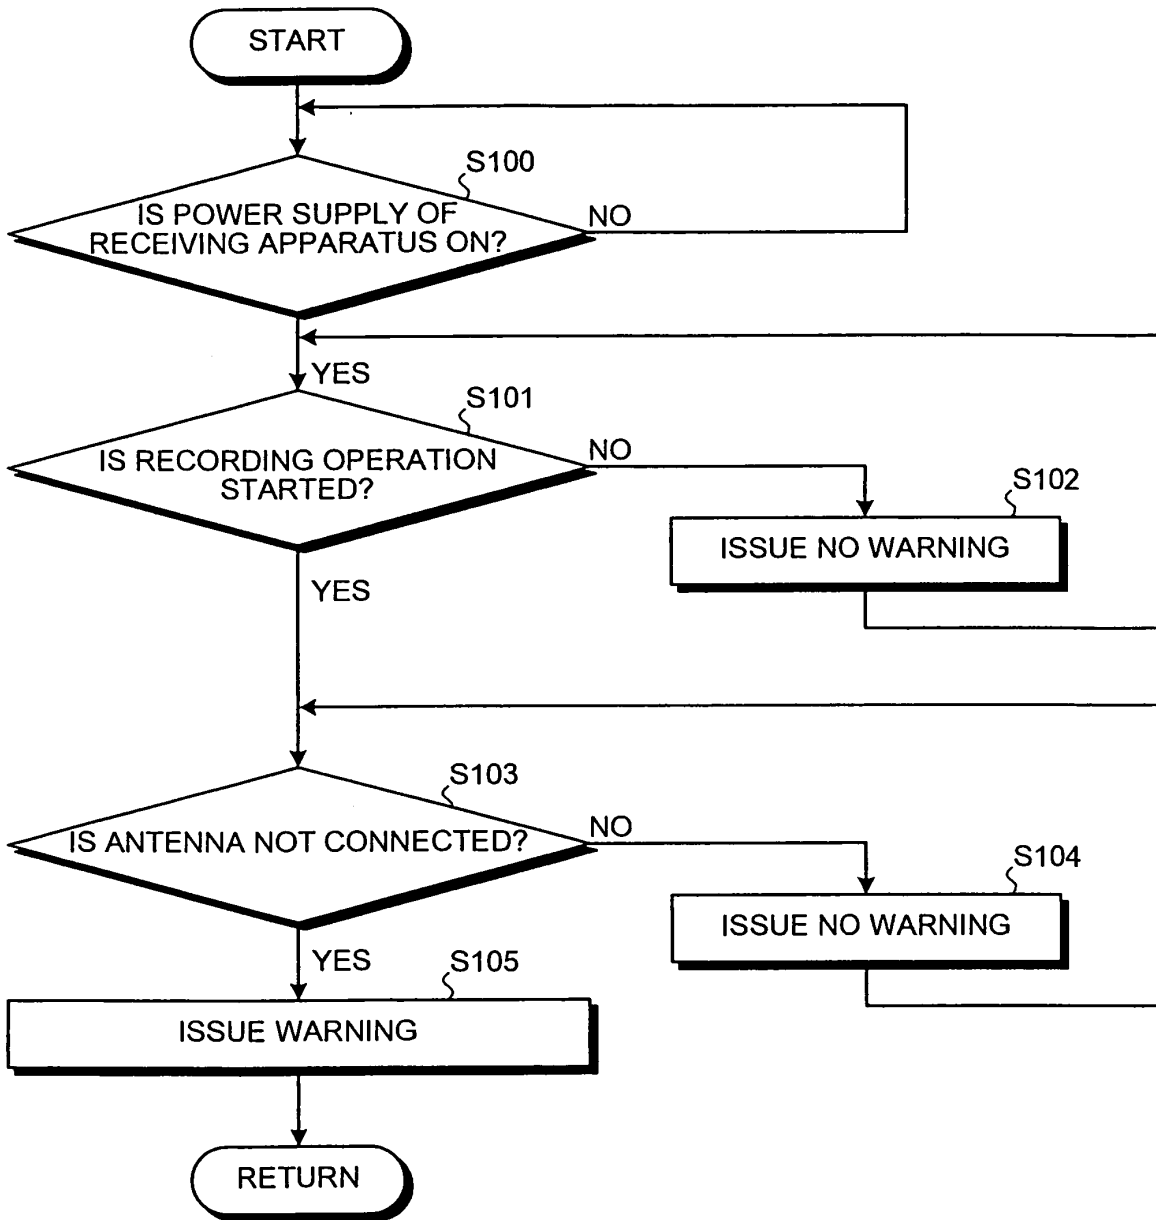 START
S100
IS POWER SUPPLY OF
RECEIVING APPARATUS ON?
NO
YES
S101
IS RECORDING OPERATION
STARTED?
NO
S102
ISSUE NO WARNING
YES
S103
IS ANTENNA NOT CONNECTED?
NO
S104
ISSUE NO WARNING
YES
S105
ISSUE WARNING
RETURN